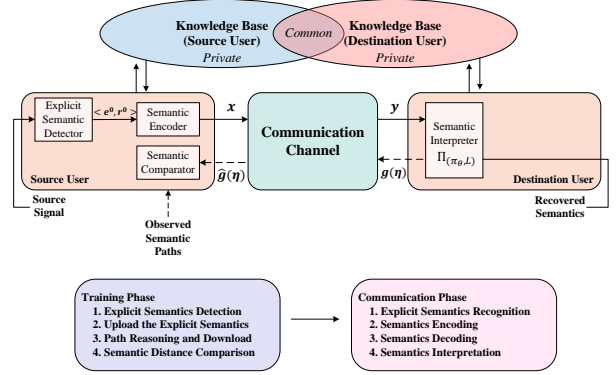 Knowledge Base
(Source User)
Private
Common
Knowledge Base
(Destination User)
Private
Explicit
Semantic
Detector
< e⁰, r⁰ >
Semantic
Encoder
Semantic
Comparator
Source User
x
Communication
Channel
y
ĝ(η)
g(η)
Semantic
Interpreter
Π(πθ,L)
Destination User
Source
Signal
Observed
Semantic
Paths
Recovered
Semantics
Training Phase
1. Explicit Semantics Detection
2. Upload the Explicit Semantics
3. Path Reasoning and Download
4. Semantic Distance Comparison
Communication Phase
1. Explicit Semantics Recognition
2. Semantics Encoding
3. Semantics Decoding
4. Semantics Interpretation